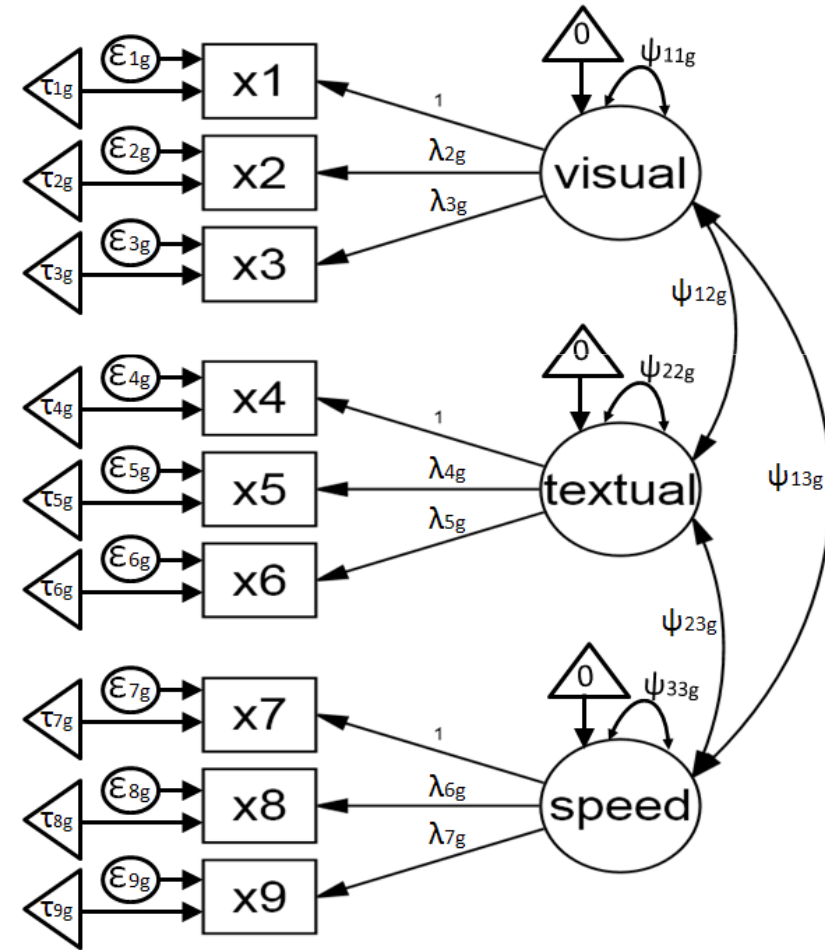 0
ψ11g
ε1g
τ1g
x1
1
ε2g
τ2g
x2
λ2g
visual
ε3g
τ3g
x3
λ3g
ψ12g
0
ψ22g
ε4g
τ4g
x4
1
ε5g
τ5g
x5
λ4g
textual
ψ13g
ε6g
τ6g
x6
λ5g
ψ23g
0
ψ33g
ε7g
τ7g
x7
1
ε8g
τ8g
x8
λ6g
speed
ε9g
τ9g
x9
λ7g